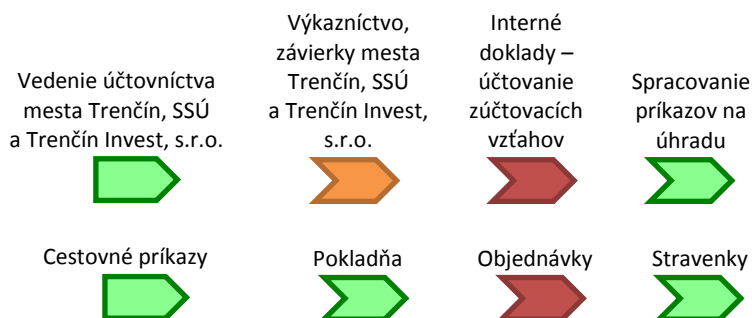 Vedenie účtovníctva
mesta Trenčín, SSÚ
a Trenčín Invest, s.r.o.
Výkazníctvo,
závierky mesta
Trenčín, SSÚ
a Trenčín Invest,
s.r.o.
Interné
doklady –
účtovanie
zúčtovacích
vzťahov
Spracovanie
príkazov na
úhradu
Cestovné príkazy
Pokladňa
Objednávky
Stravenky